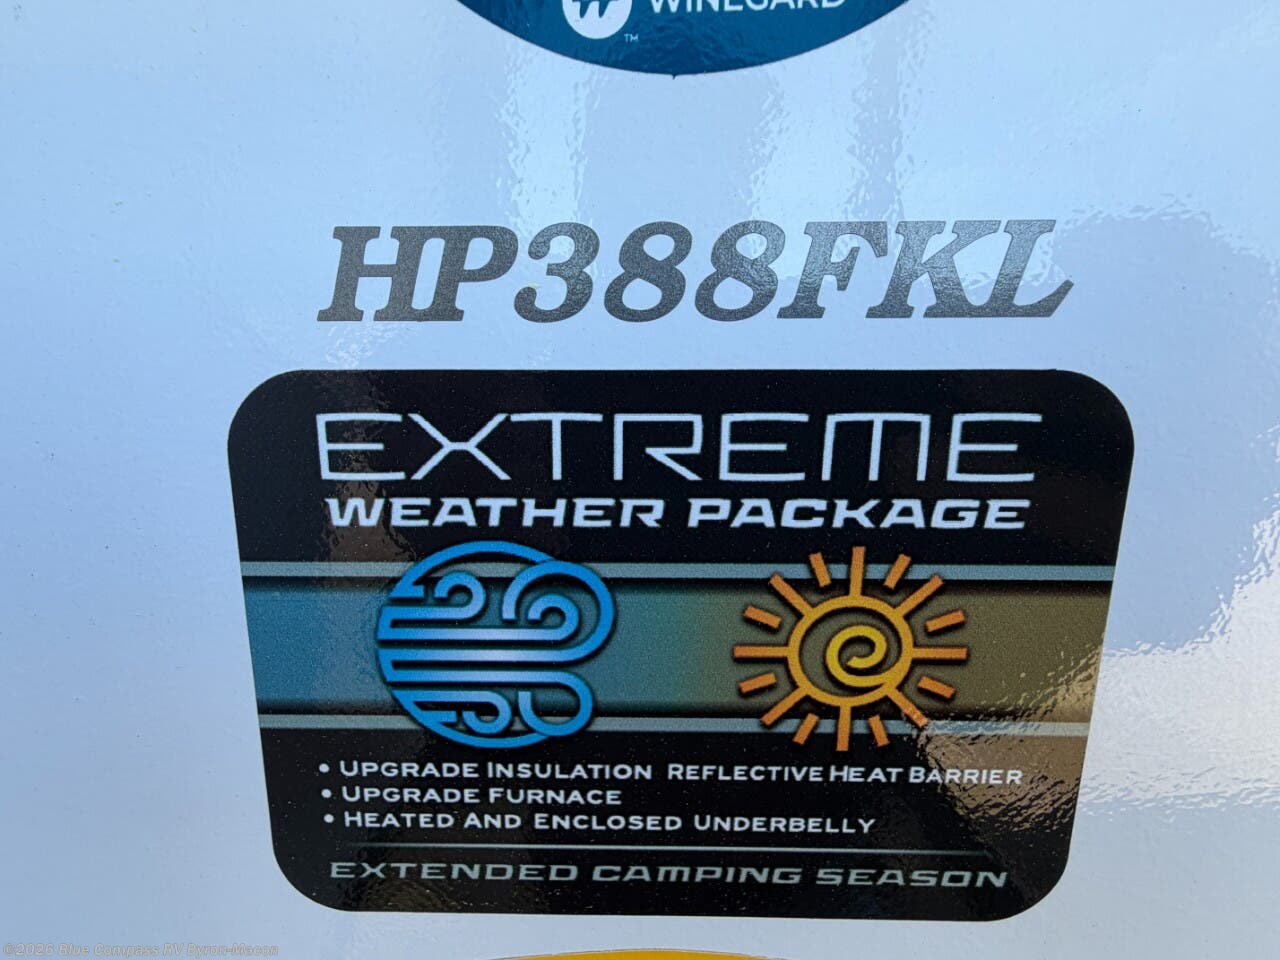 WINEGARD
™
HP388FKL
EXTREME
WEATHER PACKAGE
• UPGRADE INSULATION REFLECTIVE HEAT BARRIER
• UPGRADE FURNACE
• HEATED AND ENCLOSED UNDERBELLY
EXTENDED CAMPING SEASON
©2026 Blue Compass RV Byron-Macon